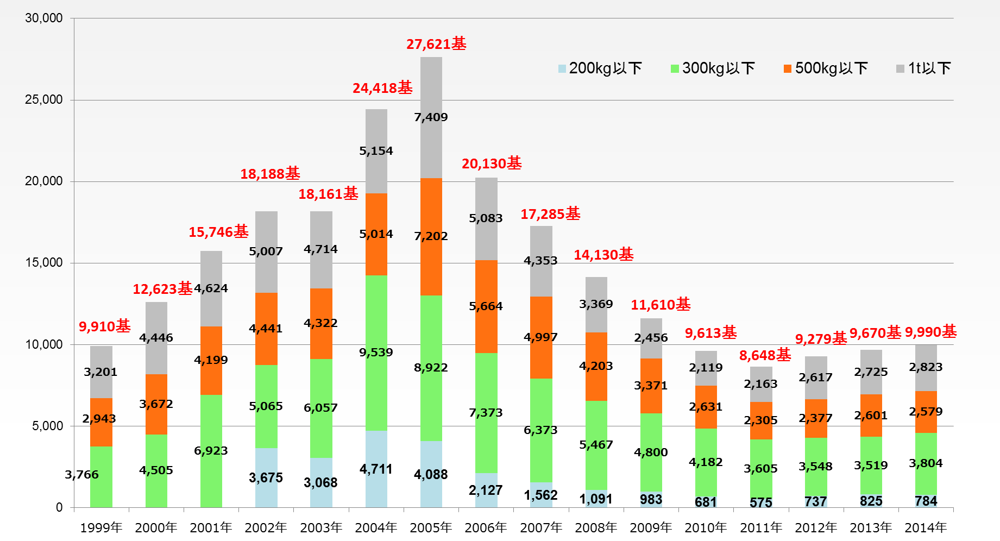 30,000
25,000
20,000
15,000
10,000
5,000
0
200kg以下 300kg以下 500kg以下 1t以下
9,910基
3,201
2,943
3,766
1999年
12,623基
4,446
3,672
4,505
2000年
15,746基
4,624
4,199
6,923
2001年
18,188基
5,007
4,441
5,065
3,675
2002年
18,161基
4,714
4,322
6,057
3,068
2003年
24,418基
5,154
5,014
9,539
4,711
2004年
27,621基
7,409
7,202
8,922
4,088
2005年
20,130基
5,083
5,664
7,373
2,127
2006年
17,285基
4,353
4,997
6,373
1,562
2007年
14,130基
3,369
4,203
5,467
1,091
2008年
11,610基
2,456
3,371
4,800
983
2009年
9,613基
2,119
2,631
4,182
681
2010年
8,648基
2,163
2,305
3,605
575
2011年
9,279基
2,617
2,377
3,548
737
2012年
9,670基
2,725
2,601
3,519
825
2013年
9,990基
2,823
2,579
3,804
784
2014年